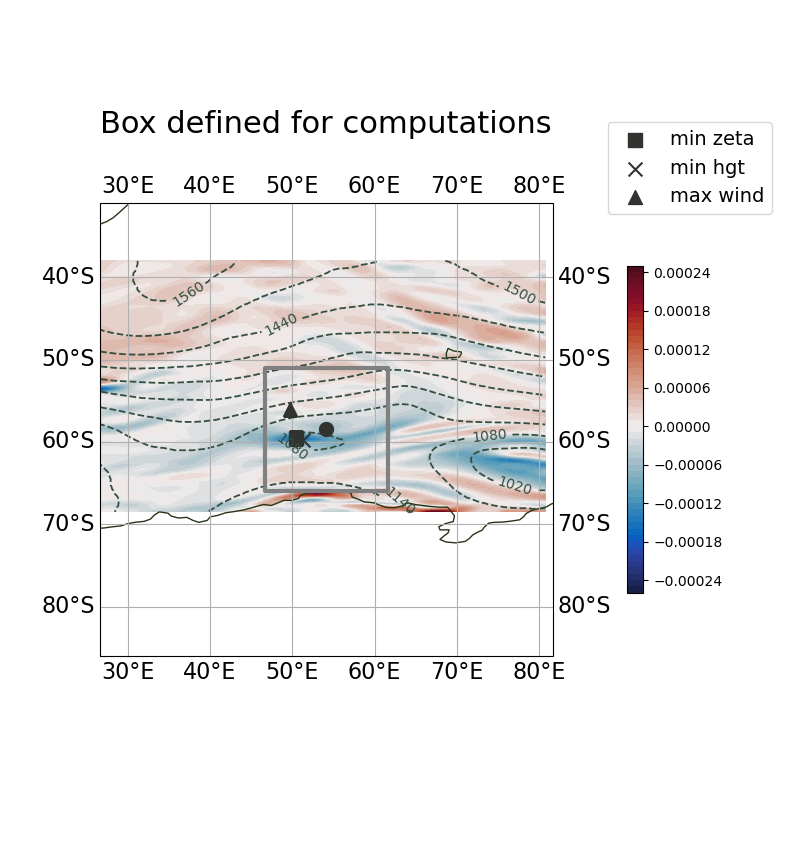 Box defined for computations
min zeta
min hgt
max wind
30°E 40°E 50°E 60°E 70°E 80°E
40°S 40°S
50°S 50°S
60°S 60°S
70°S 70°S
80°S 80°S
30°E 40°E 50°E 60°E 70°E 80°E
1560
1500
1440
1080
1080
1020
1140
0.00024
0.00018
0.00012
0.00006
0.00000
−0.00006
−0.00012
−0.00018
−0.00024